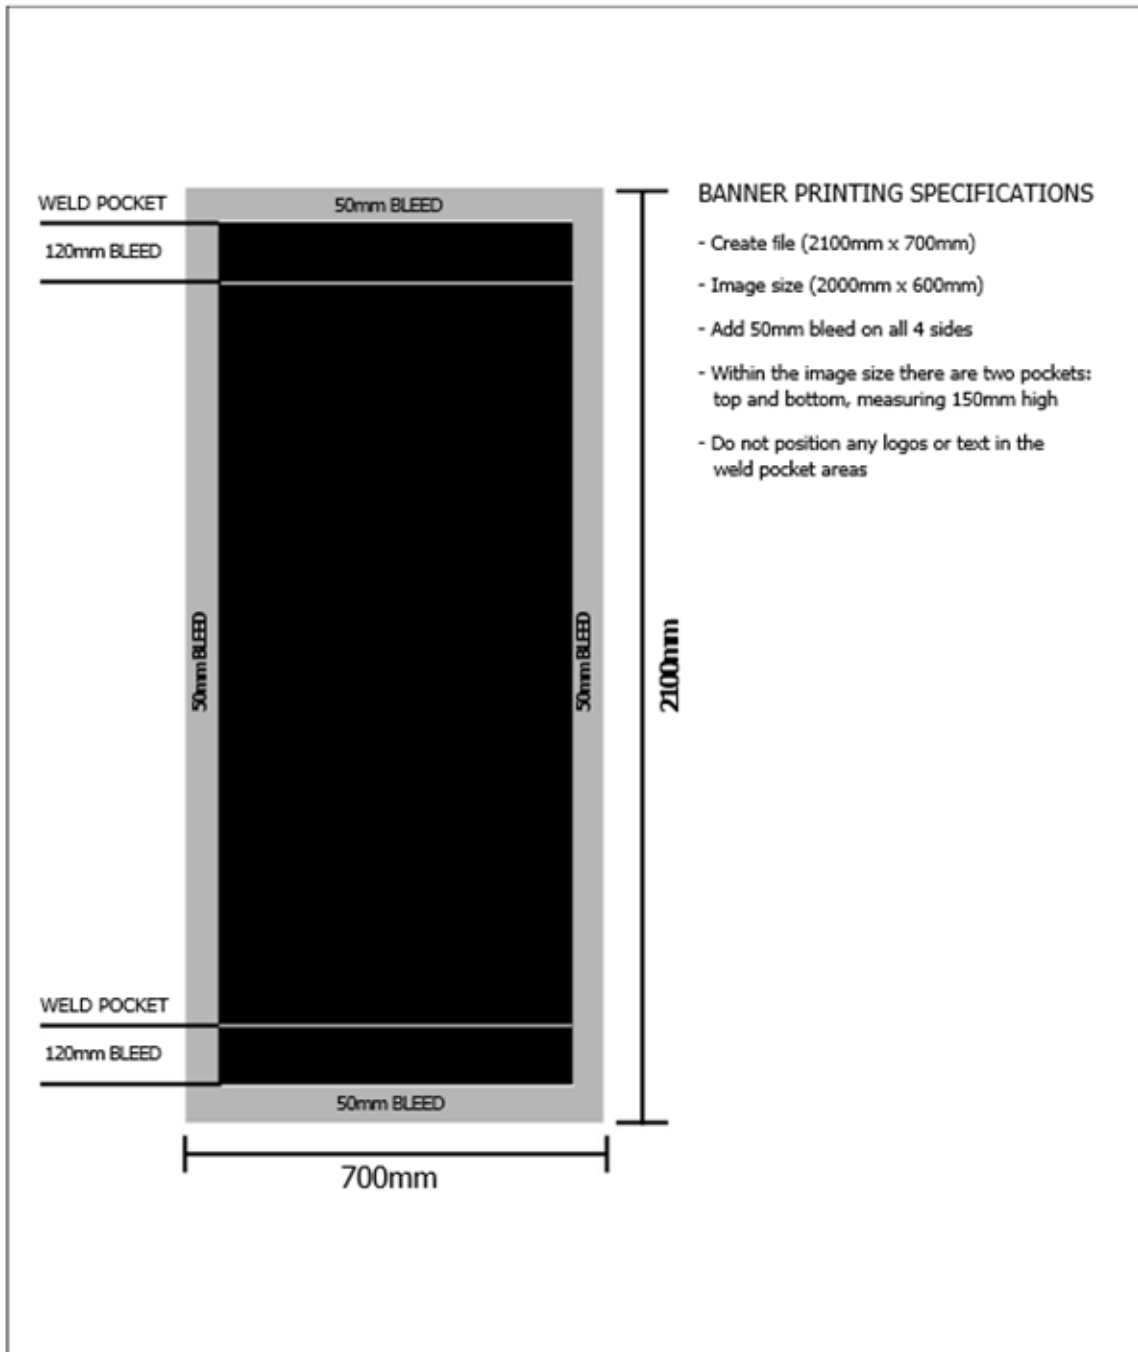 WELD POCKET
50mm BLEED
120mm BLEED
BANNER PRINTING SPECIFICATIONS
- Create file (2100mm x 700mm)
- Image size (2000mm x 600mm)
- Add 50mm bleed on all 4 sides
- Within the image size there are two pockets:
top and bottom, measuring 150mm high
- Do not position any logos or text in the
weld pocket areas
50mm BLEED
50mm BLEED
2100mm
WELD POCKET
120mm BLEED
50mm BLEED
700mm